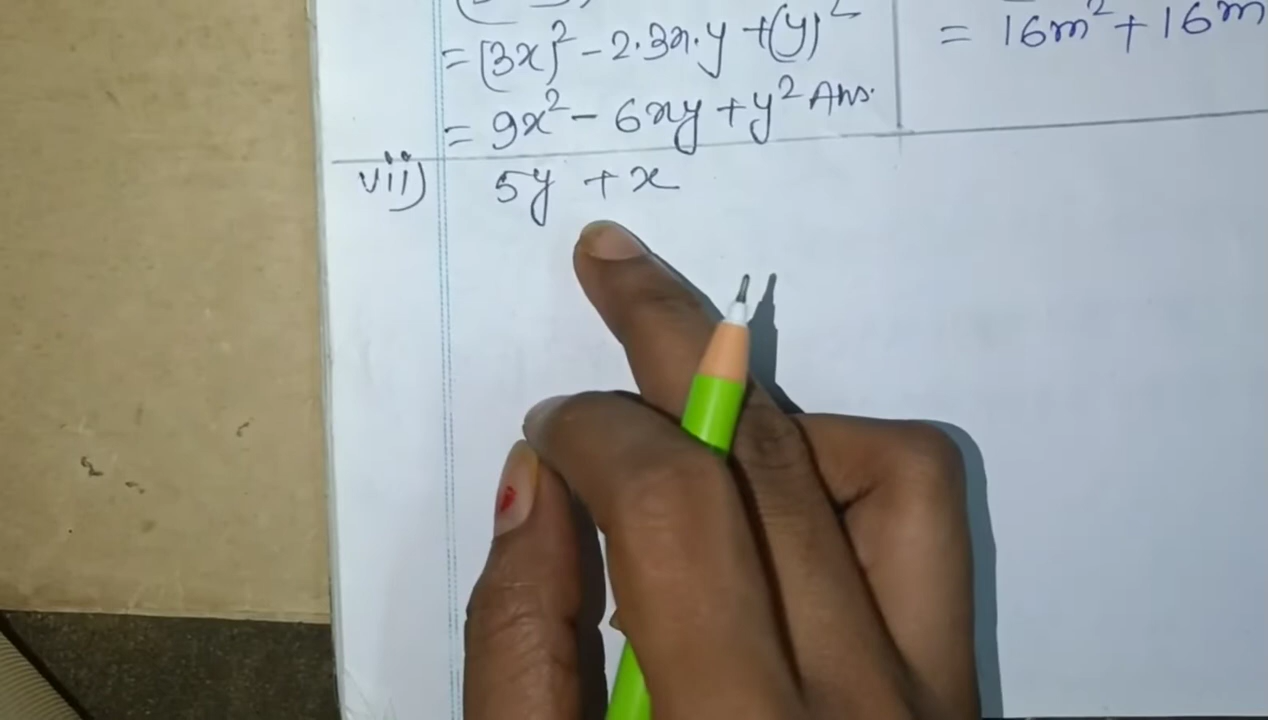 = (3x)² - 2·3x·y + (y)²
= 9x² - 6xy + y² Ans.
= 16m² + 16m
vii) 5y + x